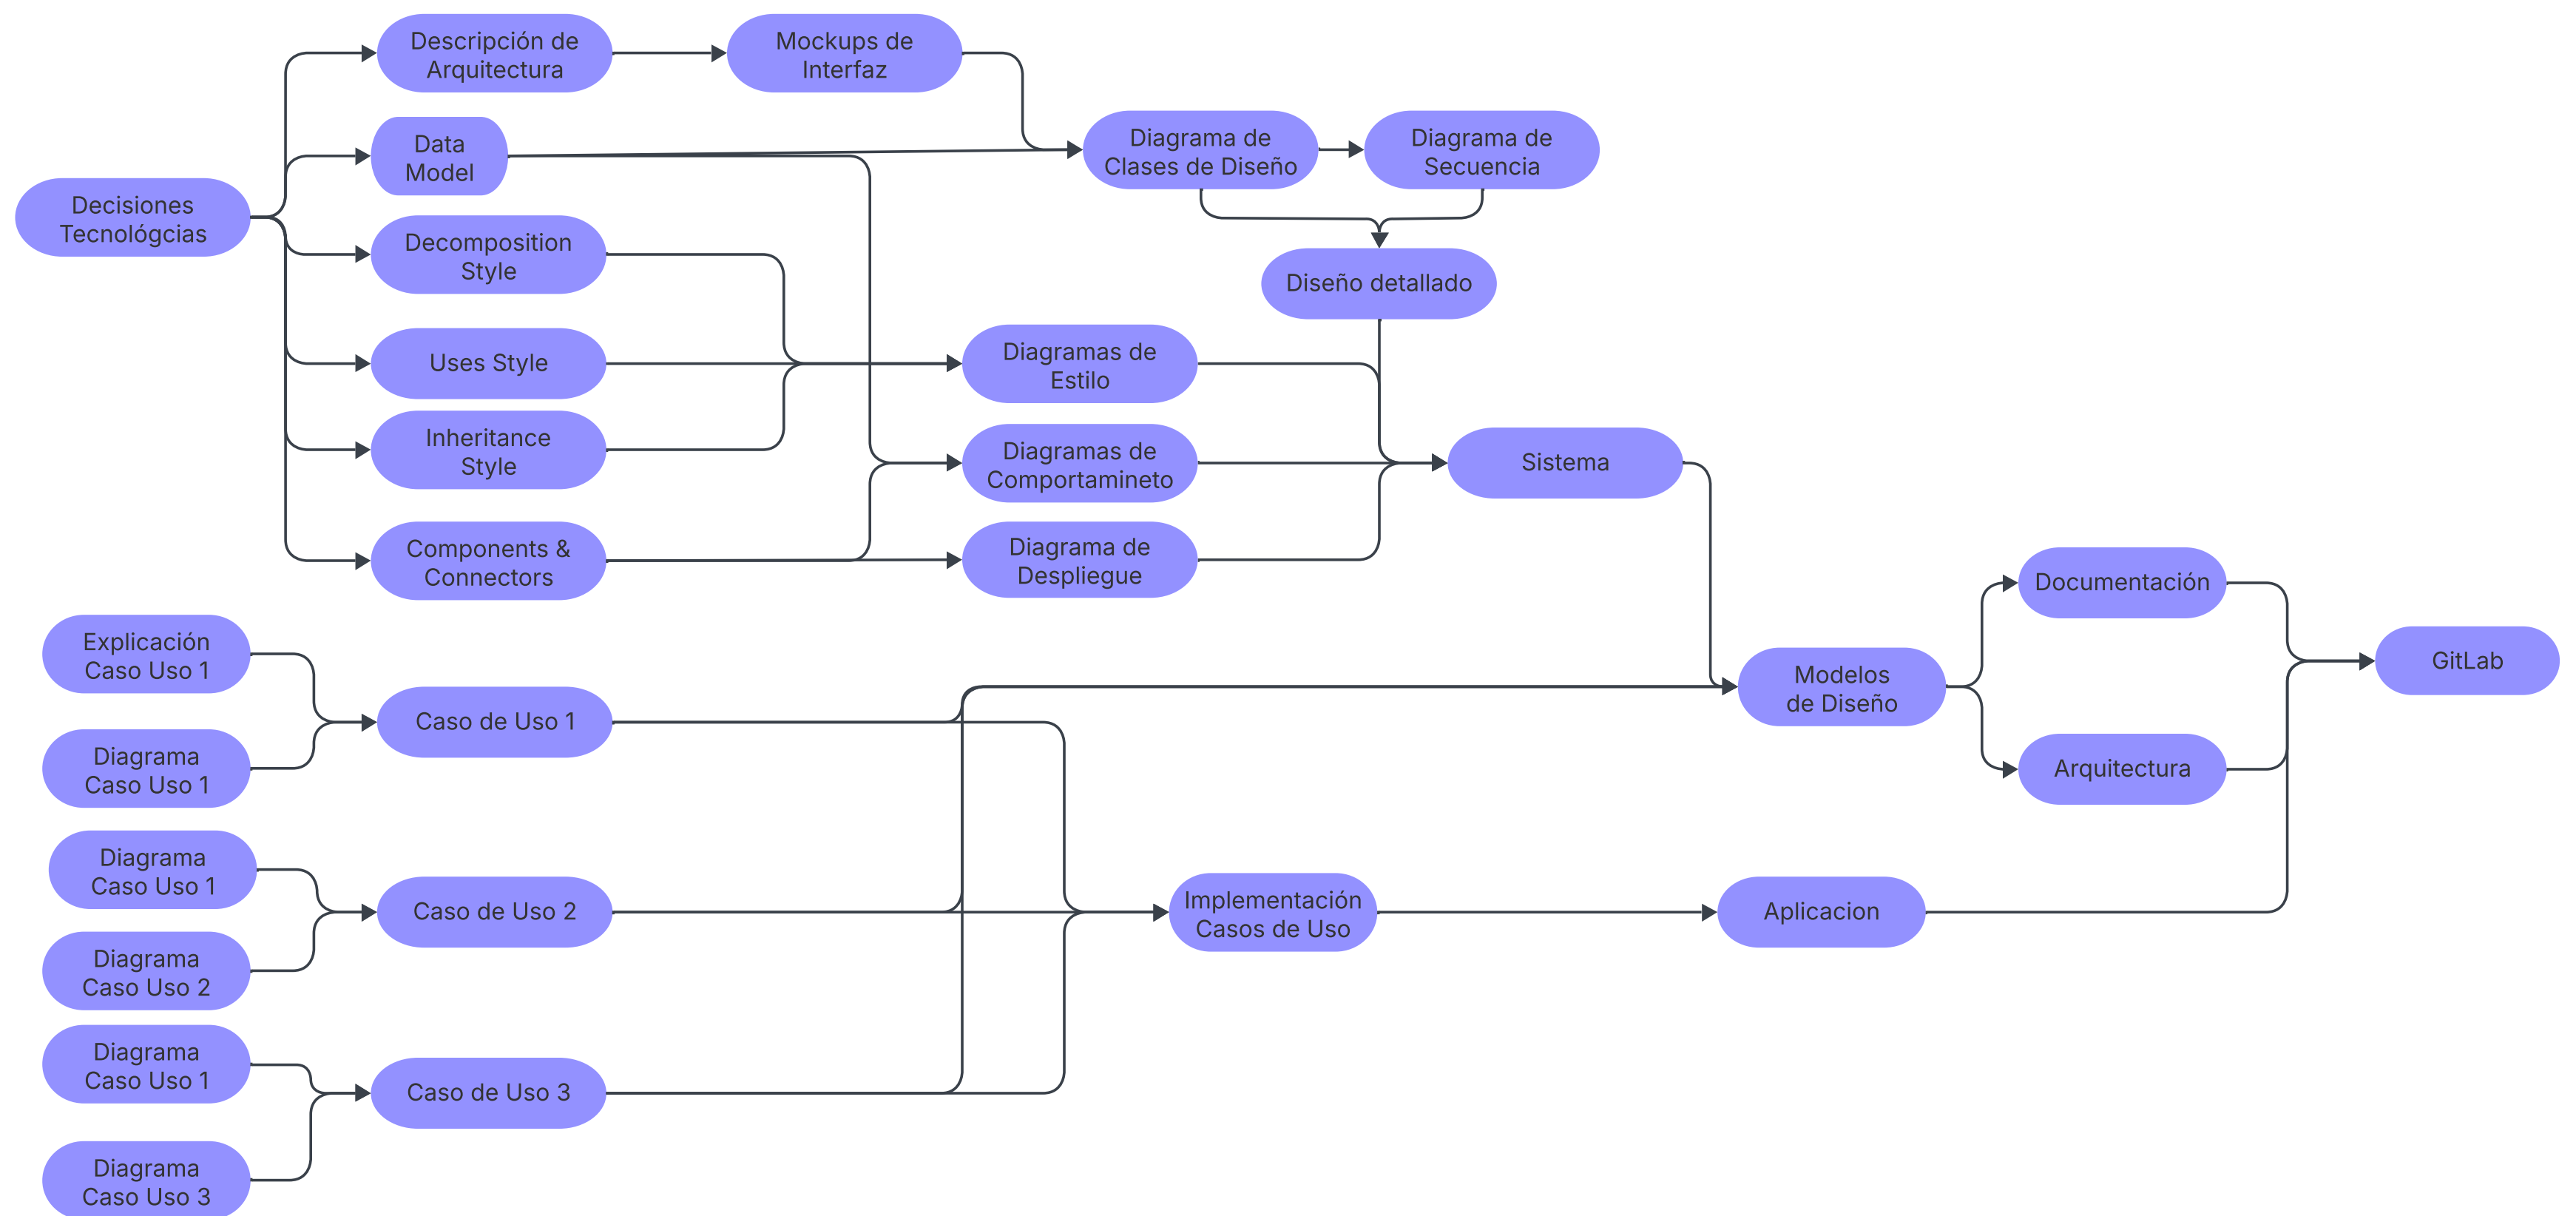 Descripción de
Arquitectura
Mockups de
Interfaz
Data
Model
Diagrama de
Clases de Diseño
Diagrama de
Secuencia
Decisiones
Tecnológcias
Decomposition
Style
Diseño detallado
Uses Style
Diagramas de
Estilo
Inheritance
Style
Diagramas de
Comportamineto
Sistema
Components &
Connectors
Diagrama de
Despliegue
Documentación
Explicación
Caso Uso 1
GitLab
Modelos
de Diseño
Caso de Uso 1
Diagrama
Caso Uso 1
Arquitectura
Diagrama
Caso Uso 1
Caso de Uso 2
Implementación
Casos de Uso
Aplicacion
Diagrama
Caso Uso 2
Diagrama
Caso Uso 1
Caso de Uso 3
Diagrama
Caso Uso 3